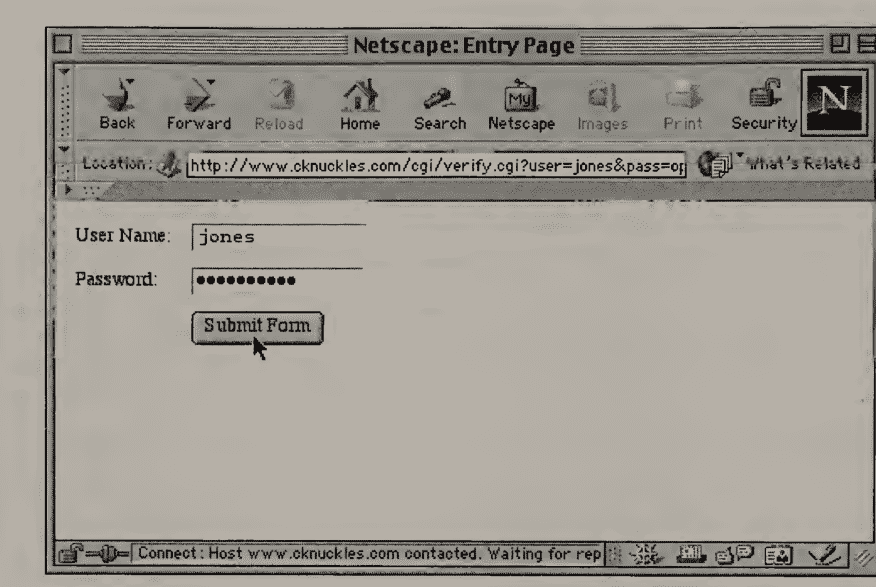 Netscape: Entry Page
Back Forward Reload Home Search Netscape Images Print Security
My
N
Location: http://www.cknuckles.com/cgi/verify.cgi?user=jones&pass=op What's Related
User Name: jones
Password: ••••••••••
Submit Form
Connect: Host www.cknuckles.com contacted. Waiting for rep